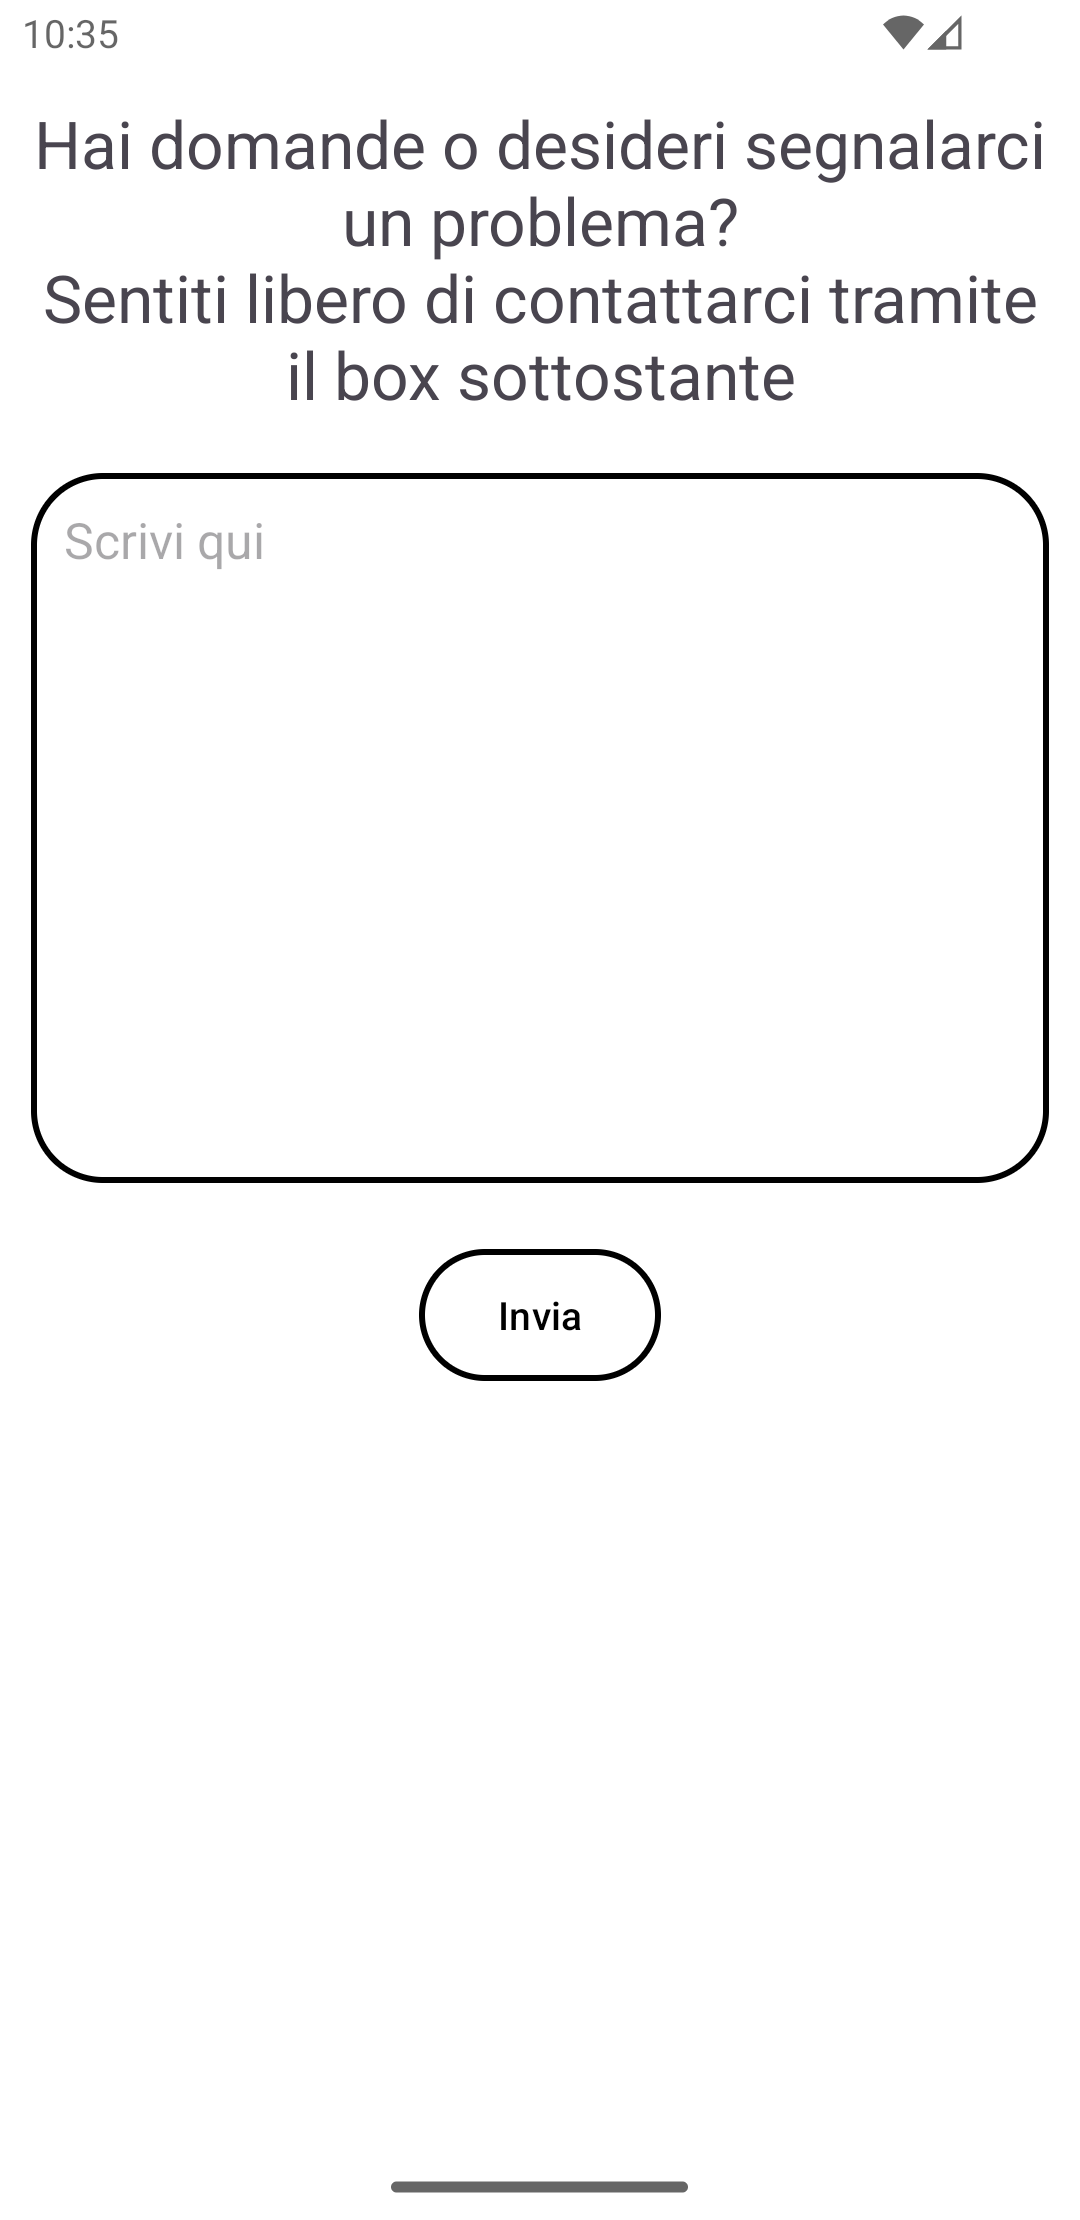 10:35
Hai domande o desideri segnalarci
un problema?
Sentiti libero di contattarci tramite
il box sottostante
Scrivi qui
Invia